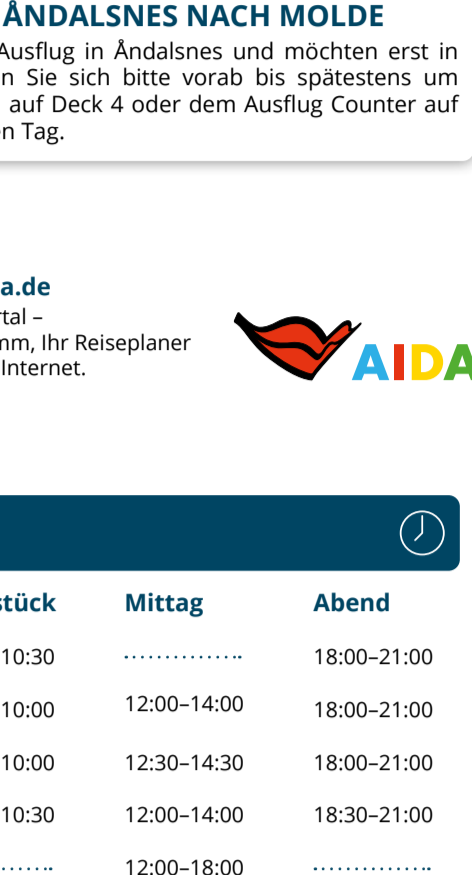 ÅNDALSNES NACH MOLDE
Ausflug in Åndalsnes und möchten erst in
n Sie sich bitte vorab bis spätestens um
auf Deck 4 oder dem Ausflug Counter auf
en Tag.
a.de
rtal –
mm, Ihr Reiseplaner
Internet.
AIDA
stück Mittag Abend
10:30 18:00–21:00
10:00 12:00–14:00 18:00–21:00
10:00 12:30–14:30 18:00–21:00
10:30 12:00–14:00 18:30–21:00
12:00–18:00